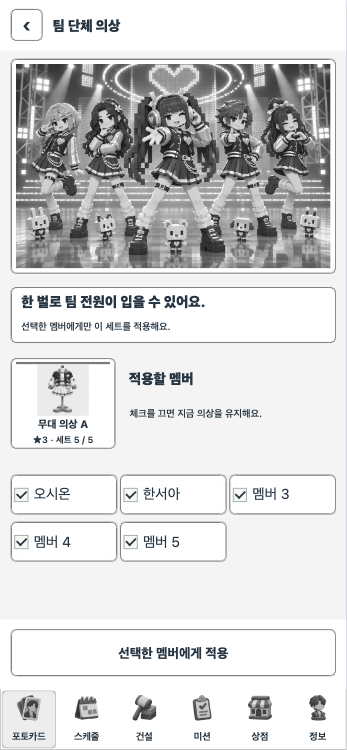 팀 단체 의상
한 벌로 팀 전원이 입을 수 있어요.
선택한 멤버에게만 이 세트를 적용해요.
적용할 멤버
체크를 끄면 지금 의상을 유지해요.
무대 의상 A
★3 · 세트 5 / 5
오시온
한서아
멤버 3
멤버 4
멤버 5
선택한 멤버에게 적용
포토카드
스케줄
건설
미션
상점
정보